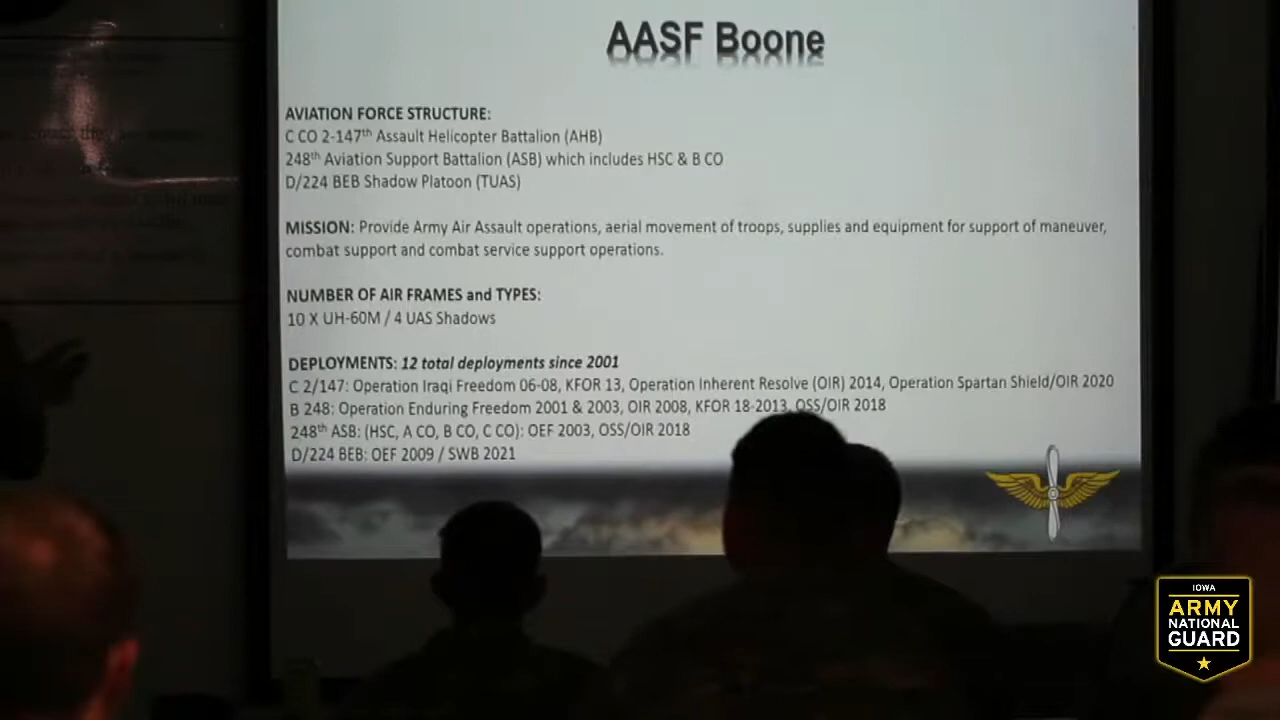 AASF Boone
AVIATION FORCE STRUCTURE:
C CO 2-147th Assault Helicopter Battalion (AHB)
248th Aviation Support Battalion (ASB) which includes HSC & B CO
D/224 BEB Shadow Platoon (TUAS)
MISSION: Provide Army Air Assault operations, aerial movement of troops, supplies and equipment for support of maneuver,
combat support and combat service support operations.
NUMBER OF AIR FRAMES and TYPES:
10 X UH-60M / 4 UAS Shadows
DEPLOYMENTS: 12 total deployments since 2001
C 2/147: Operation Iraqi Freedom 06-08, KFOR 13, Operation Inherent Resolve (OIR) 2014, Operation Spartan Shield/OIR 2020
B 248: Operation Enduring Freedom 2001 & 2003, OIR 2008, KFOR 18-2013, OSS/OIR 2018
248th ASB: (HSC, A CO, B CO, C CO): OEF 2003, OSS/OIR 2018
D/224 BEB: OEF 2009 / SWB 2021
IOWA
ARMY
NATIONAL
GUARD